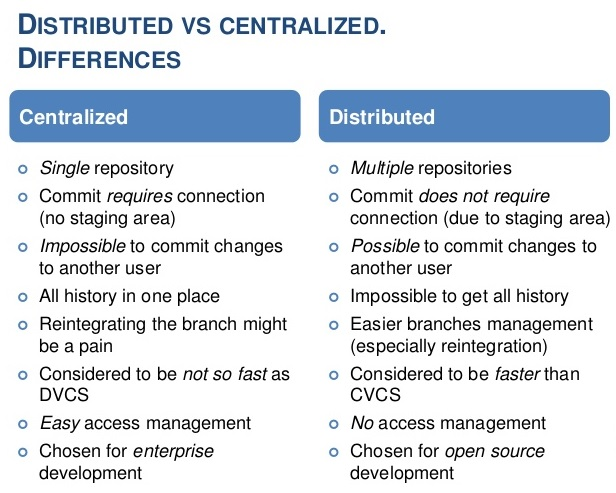 DISTRIBUTED VS CENTRALIZED.
DIFFERENCES
Centralized
Single repository
Commit requires connection
(no staging area)
Impossible to commit changes
to another user
All history in one place
Reintegrating the branch might
be a pain
Considered to be not so fast as
DVCS
Easy access management
Chosen for enterprise
development
Distributed
Multiple repositories
Commit does not require
connection (due to staging area)
Possible to commit changes to
another user
Impossible to get all history
Easier branches management
(especially reintegration)
Considered to be faster than
CVCS
No access management
Chosen for open source
development